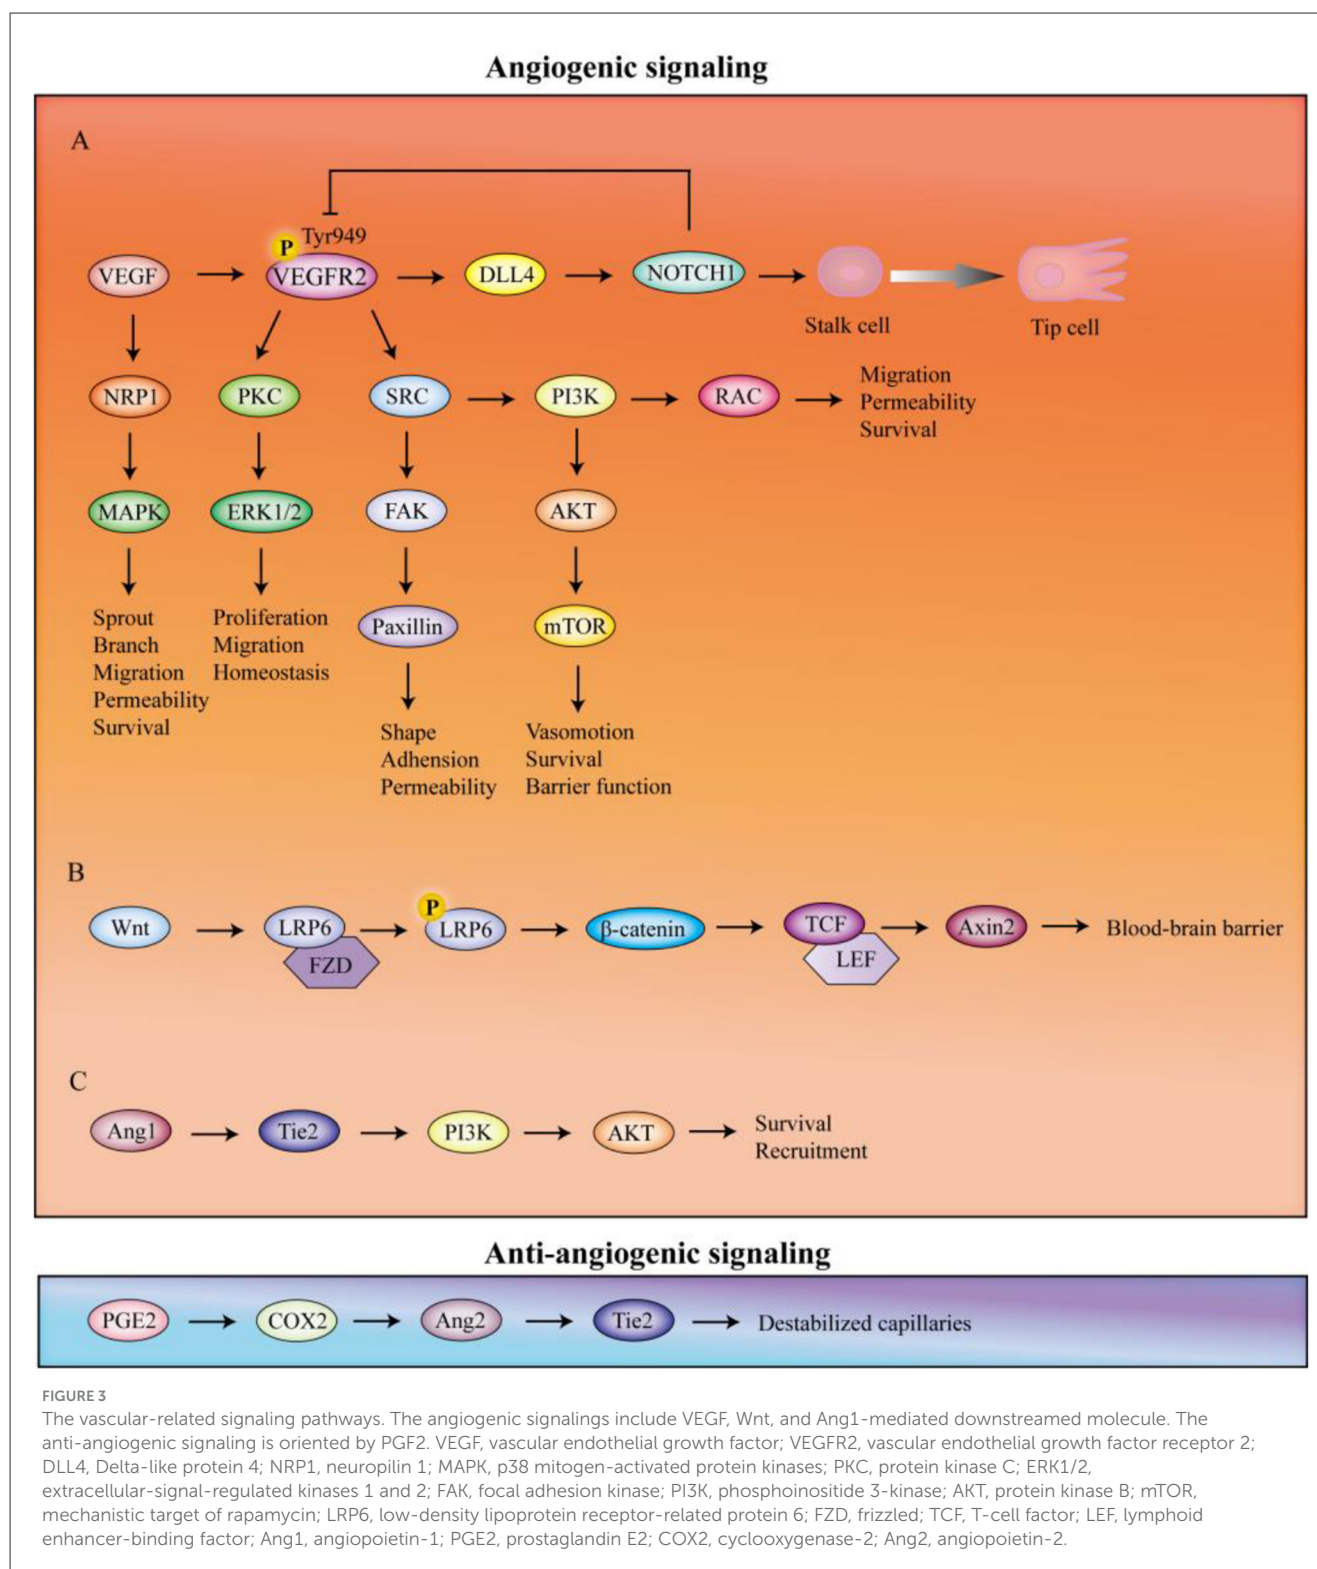 Angiogenic signaling
A
P
Tyr949
VEGF
VEGFR2
DLL4
NOTCH1
Stalk cell
Tip cell
NRP1
PKC
SRC
PI3K
RAC
Migration
Permeability
Survival
MAPK
ERK1/2
FAK
AKT
Sprout
Branch
Migration
Permeability
Survival
Proliferation
Migration
Homeostasis
Paxillin
mTOR
Shape
Adhension
Permeability
Vasomotion
Survival
Barrier function
B
Wnt
LRP6
FZD
P
LRP6
β-catenin
TCF
LEF
Axin2
Blood-brain barrier
C
Ang1
Tie2
PI3K
AKT
Survival
Recruitment
Anti-angiogenic signaling
PGE2
COX2
Ang2
Tie2
Destabilized capillaries
FIGURE 3
The vascular-related signaling pathways. The angiogenic signalings include VEGF, Wnt, and Ang1-mediated downstreamed molecule. The
anti-angiogenic signaling is oriented by PGF2. VEGF, vascular endothelial growth factor; VEGFR2, vascular endothelial growth factor receptor 2;
DLL4, Delta-like protein 4; NRP1, neuropilin 1; MAPK, p38 mitogen-activated protein kinases; PKC, protein kinase C; ERK1/2,
extracellular-signal-regulated kinases 1 and 2; FAK, focal adhesion kinase; PI3K, phosphoinositide 3-kinase; AKT, protein kinase B; mTOR,
mechanistic target of rapamycin; LRP6, low-density lipoprotein receptor-related protein 6; FZD, frizzled; TCF, T-cell factor; LEF, lymphoid
enhancer-binding factor; Ang1, angiopoietin-1; PGE2, prostaglandin E2; COX2, cyclooxygenase-2; Ang2, angiopoietin-2.